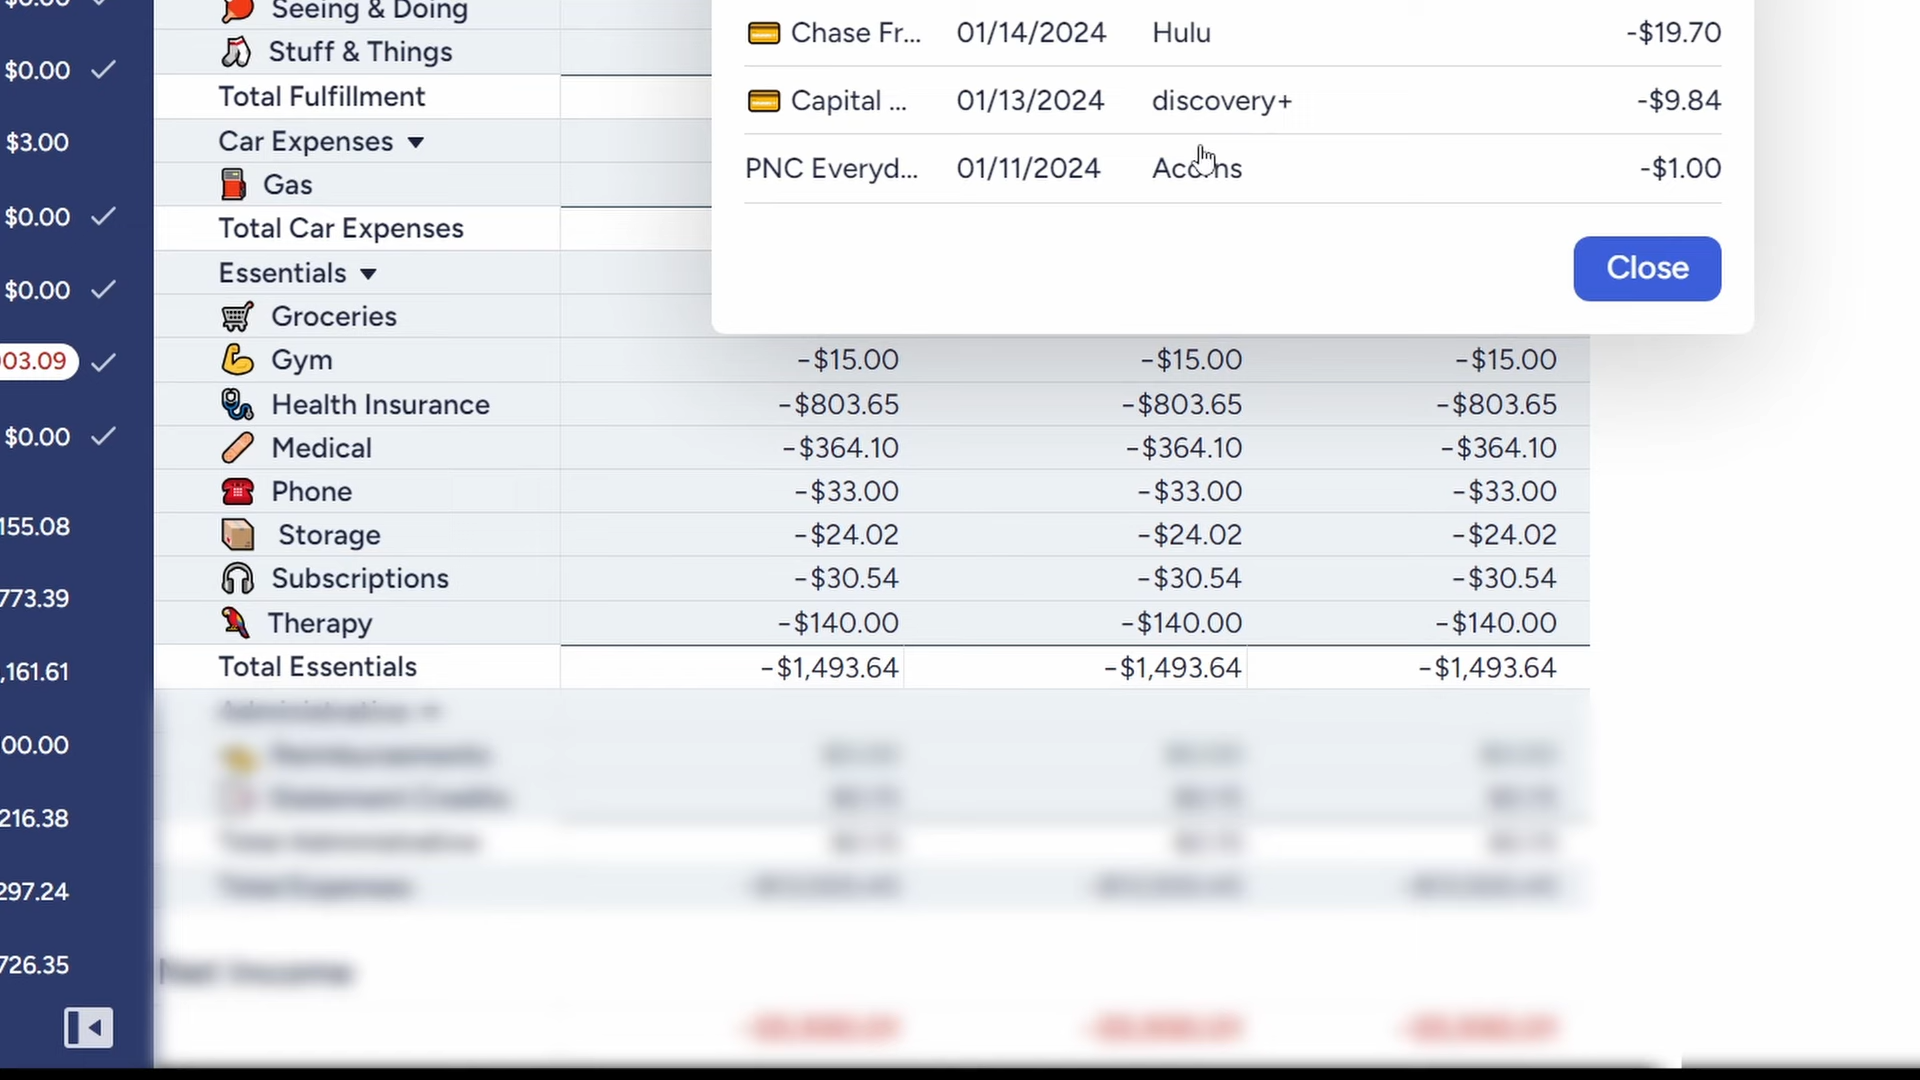 Seeing & Doing
$0.00
Stuff & Things
Total Fulfillment
$3.00
Car Expenses
Gas
$0.00
Total Car Expenses
Essentials
$0.00
Groceries
03.09
Gym -$15.00 -$15.00 -$15.00
Health Insurance -$803.65 -$803.65 -$803.65
$0.00
Medical -$364.10 -$364.10 -$364.10
Phone -$33.00 -$33.00 -$33.00
155.08
Storage -$24.02 -$24.02 -$24.02
Subscriptions -$30.54 -$30.54 -$30.54
773.39
Therapy -$140.00 -$140.00 -$140.00
Total Essentials -$1,493.64 -$1,493.64 -$1,493.64
,161.61
00.00
216.38
297.24
726.35
Chase Fr... 01/14/2024 Hulu -$19.70
Capital ... 01/13/2024 discovery+ -$9.84
PNC Everyd... 01/11/2024 Acorns -$1.00
Close